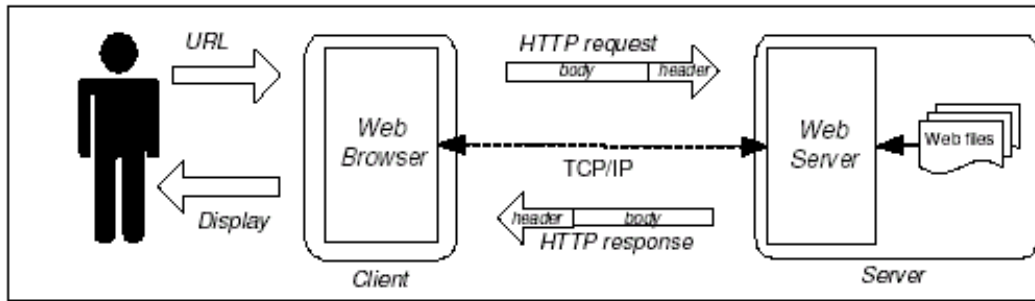 URL
HTTP request
body header
Web
Browser
Web
Server
Web files
TCP/IP
Display
header body
HTTP response
Client
Server